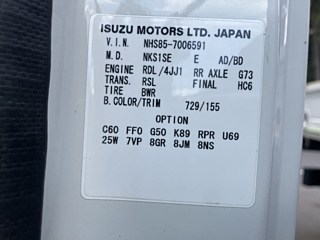 ISUZU MOTORS LTD. JAPAN
V.I.N. NHS85-7006591
M.D. NKS1SE E AD/BD
ENGINE RDL/4JJ1 RR AXLE G73
TRANS. RSL FINAL HC6
TIRE BWR
B.COLOR/TRIM 729/155
OPTION
C60 FF0 G50 K89 RPR U69
25W 7VP 8GR 8JM 8NS